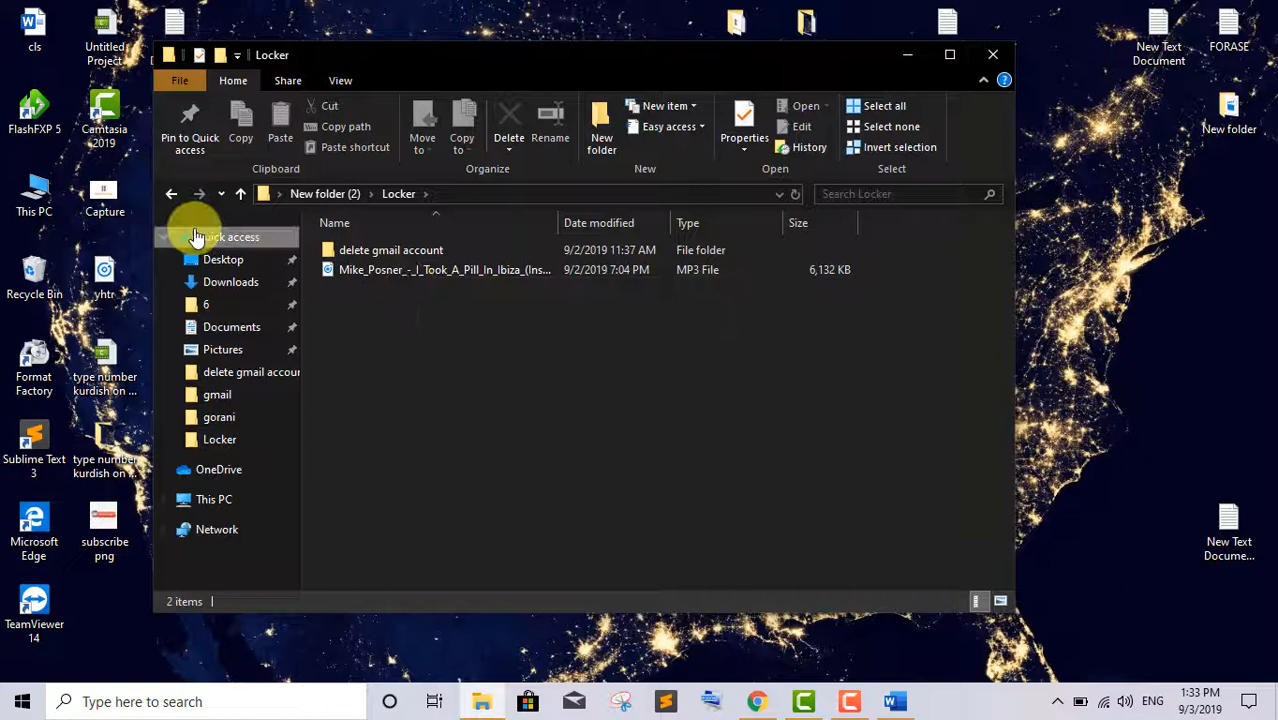 cls
Untitled
Project
New Text
Document
FORASE
Locker
File
Home
Share
View
Pin to Quick
access
Copy
Paste
Cut
Copy path
Paste shortcut
Clipboard
Move
to
Copy
to
Delete
Rename
Organize
New
folder
New item
Easy access
New
Properties
Open
Edit
History
Open
Select all
Select none
Invert selection
Select
FlashFXP 5
Camtasia
2019
New folder
New folder (2)
Locker
Search Locker
This PC
Capture
Name
Date modified
Type
Size
delete gmail account
9/2/2019 11:37 AM
File folder
Mike_Posner_-_I_Took_A_Pill_In_Ibiza_(Ins...
9/2/2019 7:04 PM
MP3 File
6,132 KB
access
Desktop
Downloads
6
Documents
Pictures
gmail
gorani
Locker
OneDrive
This PC
Network
2 items
Recycle Bin
yhtr
Format
Factory
type number
kurdish on ...
Sublime Text
3
type number
kurdish on ...
Microsoft
Edge
subscribe
png
New Text
Docume...
TeamViewer
14
Type here to search
ENG
1:33 PM
9/3/2019